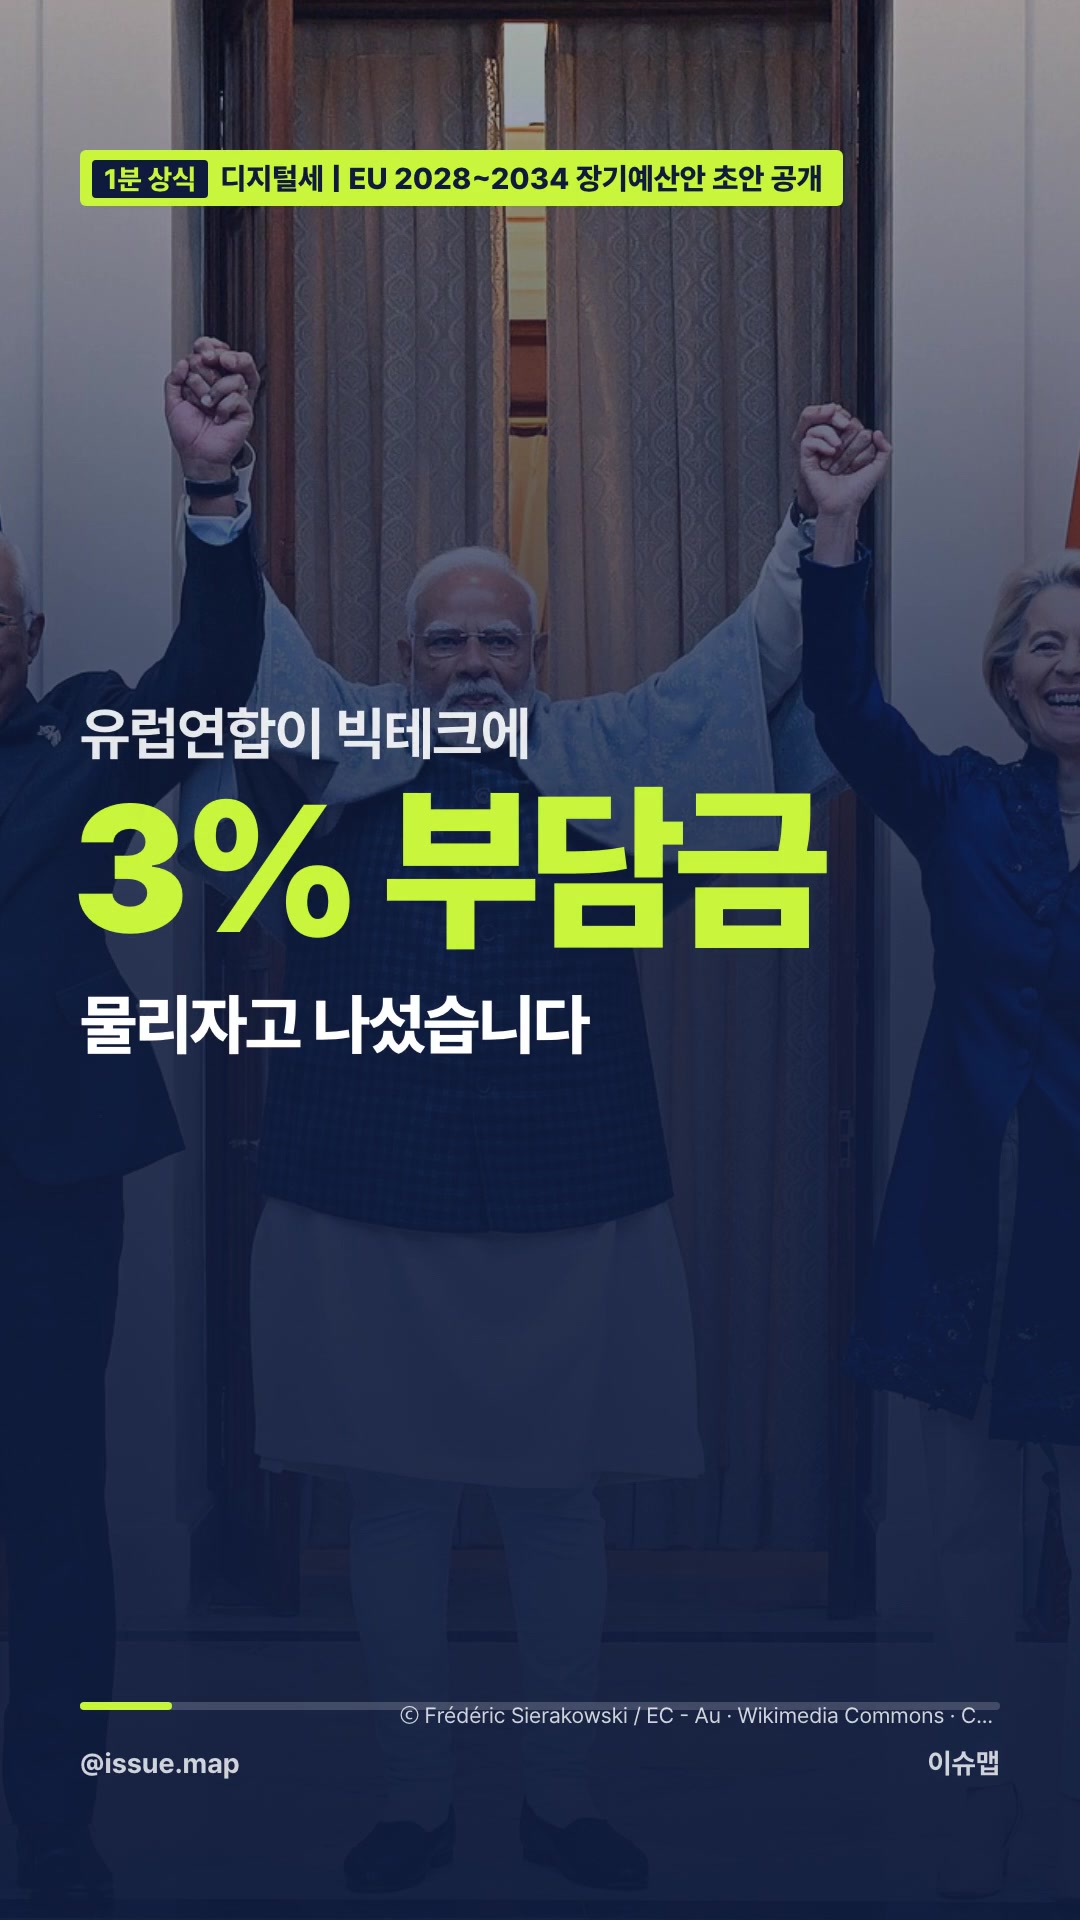 1분 상식 디지털세 | EU 2028~2034 장기예산안 초안 공개
유럽연합이 빅테크에
3% 부담금
물리자고 나섰습니다
© Frédéric Sierakowski / EC - Au · Wikimedia Commons · C...
@issue.map
이슈맵